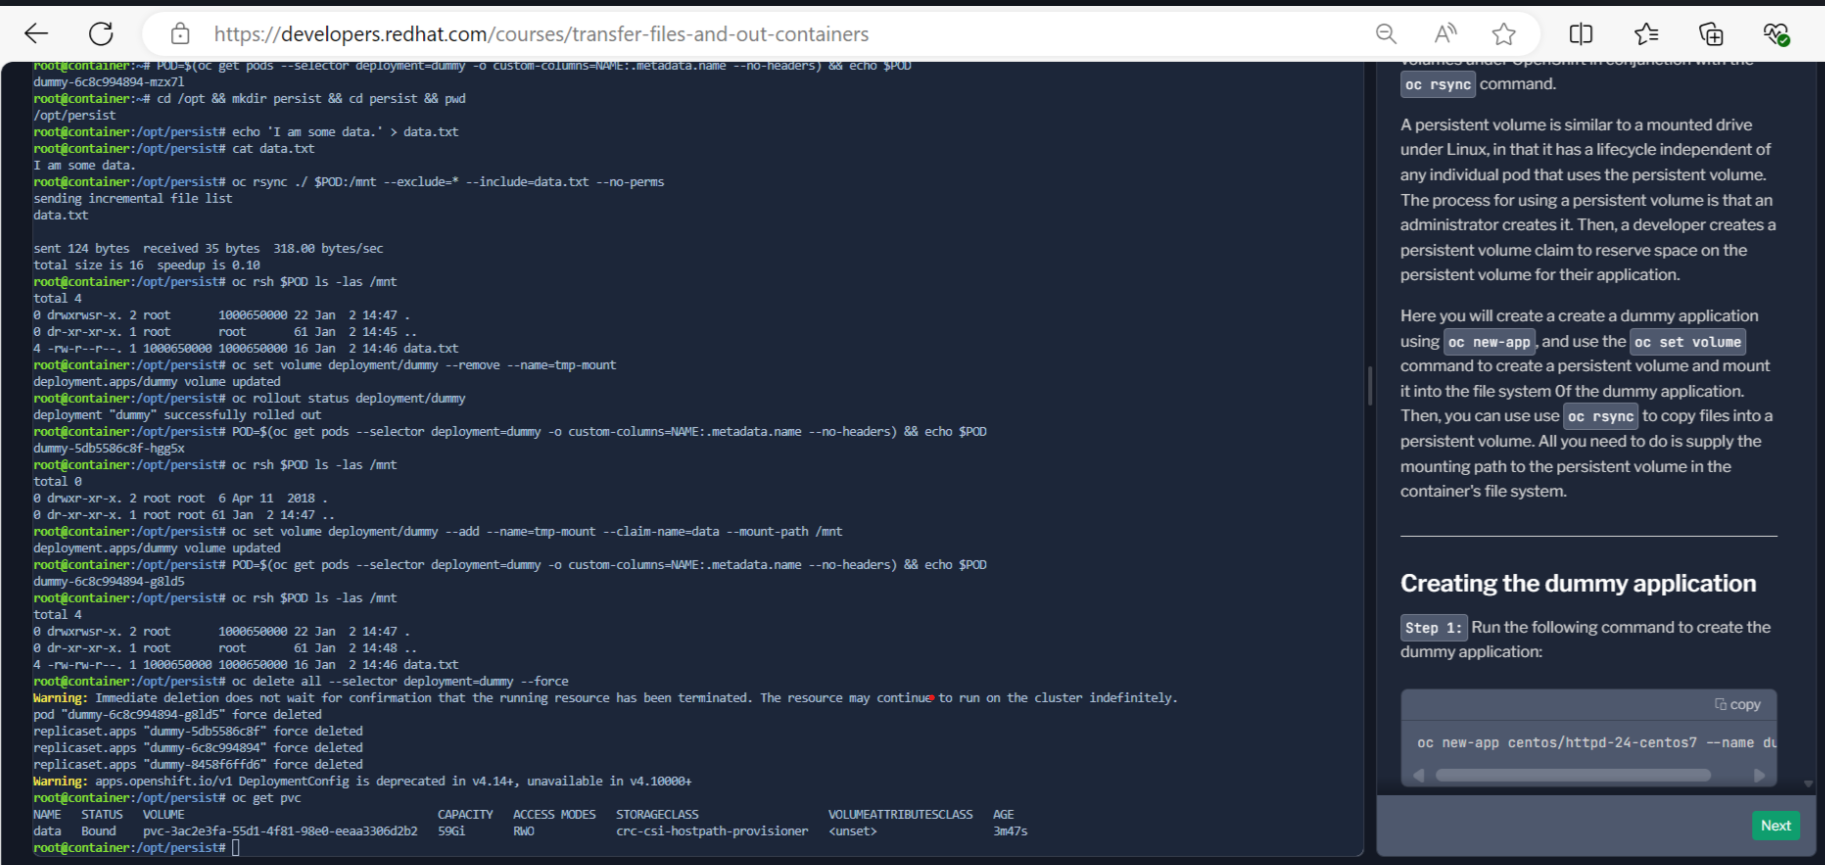 https://developers.redhat.com/courses/transfer-files-and-out-containers
root@container:~# POD=$(oc get pods --selector deployment=dummy -o custom-columns=NAME:.metadata.name --no-headers) && echo $POD
dummy-6c8c994894-mzx7l
root@container:~# cd /opt && mkdir persist && cd persist && pwd
/opt/persist
root@container:/opt/persist# echo 'I am some data.' > data.txt
root@container:/opt/persist# cat data.txt
I am some data.
root@container:/opt/persist# oc rsync ./ $POD:/mnt --exclude=* --include=data.txt --no-perms
sending incremental file list
data.txt
sent 124 bytes  received 35 bytes  318.00 bytes/sec
total size is 16  speedup is 0.10
root@container:/opt/persist# oc rsh $POD ls -las /mnt
total 4
0 drwxrwsr-x. 2 root       1000650000 22 Jan  2 14:47 .
0 dr-xr-xr-x. 1 root       root       61 Jan  2 14:45 ..
4 -rw-r--r--. 1 1000650000 1000650000 16 Jan  2 14:46 data.txt
root@container:/opt/persist# oc set volume deployment/dummy --remove --name=tmp-mount
deployment.apps/dummy volume updated
root@container:/opt/persist# oc rollout status deployment/dummy
deployment "dummy" successfully rolled out
root@container:/opt/persist# POD=$(oc get pods --selector deployment=dummy -o custom-columns=NAME:.metadata.name --no-headers) && echo $POD
dummy-5db5586c8f-hgg5x
root@container:/opt/persist# oc rsh $POD ls -las /mnt
total 0
0 drwxr-xr-x. 2 root root  6 Apr 11  2018 .
0 dr-xr-xr-x. 1 root root 61 Jan  2 14:47 ..
root@container:/opt/persist# oc set volume deployment/dummy --add --name=tmp-mount --claim-name=data --mount-path /mnt
deployment.apps/dummy volume updated
root@container:/opt/persist# POD=$(oc get pods --selector deployment=dummy -o custom-columns=NAME:.metadata.name --no-headers) && echo $POD
dummy-6c8c994894-g8ld5
root@container:/opt/persist# oc rsh $POD ls -las /mnt
total 4
0 drwxrwsr-x. 2 root       1000650000 22 Jan  2 14:47 .
0 dr-xr-xr-x. 1 root       root       61 Jan  2 14:48 ..
4 -rw-rw-r--. 1 1000650000 1000650000 16 Jan  2 14:46 data.txt
root@container:/opt/persist# oc delete all --selector deployment=dummy --force
Warning: Immediate deletion does not wait for confirmation that the running resource has been terminated. The resource may continue to run on the cluster indefinitely.
pod "dummy-6c8c994894-g8ld5" force deleted
replicaset.apps "dummy-5db5586c8f" force deleted
replicaset.apps "dummy-6c8c994894" force deleted
replicaset.apps "dummy-8458f6ffd6" force deleted
Warning: apps.openshift.io/v1 DeploymentConfig is deprecated in v4.14+, unavailable in v4.10000+
root@container:/opt/persist# oc get pvc
NAME   STATUS   VOLUME                                     CAPACITY   ACCESS MODES   STORAGECLASS                   VOLUMEATTRIBUTESCLASS   AGE
data   Bound    pvc-3ac2e3fa-55d1-4f81-98e0-eeaa3306d2b2   59Gi       RWO            crc-csi-hostpath-provisioner   <unset>                 3m47s
root@container:/opt/persist#
volumes under OpenShift in conjunction with the
oc rsync command.
A persistent volume is similar to a mounted drive
under Linux, in that it has a lifecycle independent of
any individual pod that uses the persistent volume.
The process for using a persistent volume is that an
administrator creates it. Then, a developer creates a
persistent volume claim to reserve space on the
persistent volume for their application.
Here you will create a create a dummy application
using oc new-app, and use the oc set volume
command to create a persistent volume and mount
it into the file system 0f the dummy application.
Then, you can use use oc rsync to copy files into a
persistent volume. All you need to do is supply the
mounting path to the persistent volume in the
container's file system.
Creating the dummy application
Step 1: Run the following command to create the
dummy application:
copy
oc new-app centos/httpd-24-centos7 --name du
Next